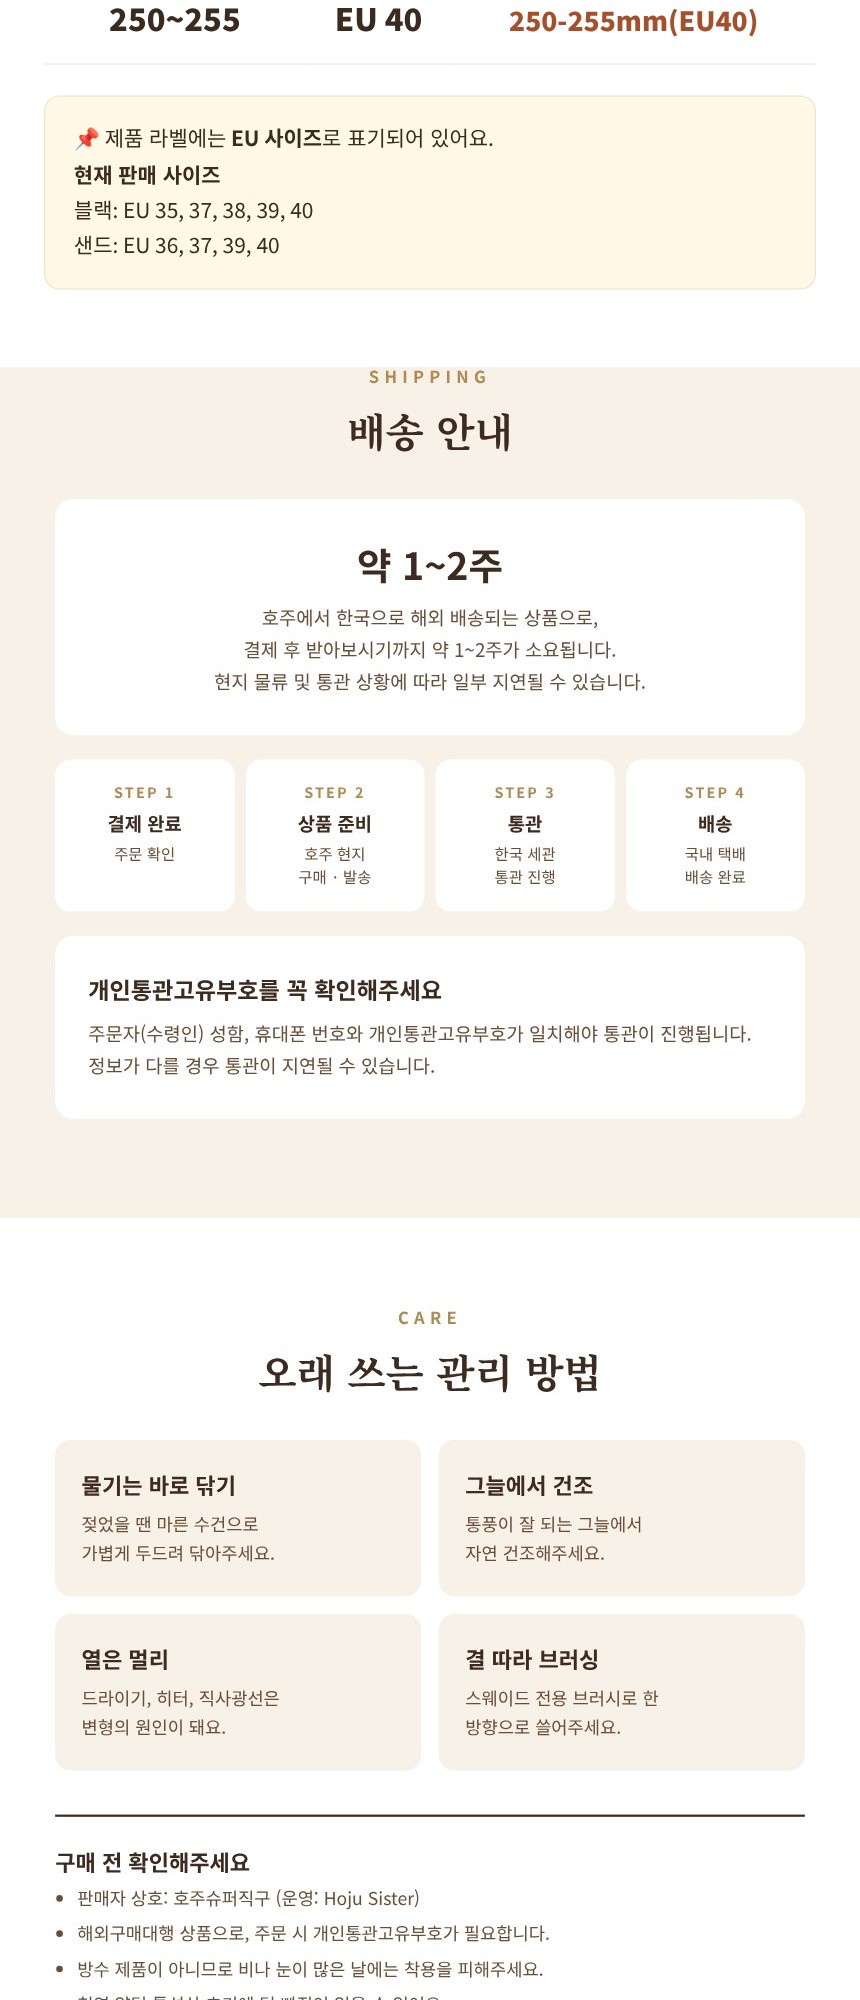 250~255 EU 40 250-255mm(EU40)
📌 제품 라벨에는 EU 사이즈로 표기되어 있어요.
현재 판매 사이즈
블랙: EU 35, 37, 38, 39, 40
샌드: EU 36, 37, 39, 40
SHIPPING
배송 안내
약 1~2주
호주에서 한국으로 해외 배송되는 상품으로,
결제 후 받아보시기까지 약 1~2주가 소요됩니다.
현지 물류 및 통관 상황에 따라 일부 지연될 수 있습니다.
STEP 1
결제 완료
주문 확인
STEP 2
상품 준비
호주 현지
구매 · 발송
STEP 3
통관
한국 세관
통관 진행
STEP 4
배송
국내 택배
배송 완료
개인통관고유부호를 꼭 확인해주세요
주문자(수령인) 성함, 휴대폰 번호와 개인통관고유부호가 일치해야 통관이 진행됩니다.
정보가 다를 경우 통관이 지연될 수 있습니다.
CARE
오래 쓰는 관리 방법
물기는 바로 닦기
젖었을 땐 마른 수건으로
가볍게 두드려 닦아주세요.
그늘에서 건조
통풍이 잘 되는 그늘에서
자연 건조해주세요.
열은 멀리
드라이기, 히터, 직사광선은
변형의 원인이 돼요.
결 따라 브러싱
스웨이드 전용 브러시로 한
방향으로 쓸어주세요.
구매 전 확인해주세요
• 판매자 상호: 호주슈퍼직구 (운영: Hoju Sister)
• 해외구매대행 상품으로, 주문 시 개인통관고유부호가 필요합니다.
• 방수 제품이 아니므로 비나 눈이 많은 날에는 착용을 피해주세요.